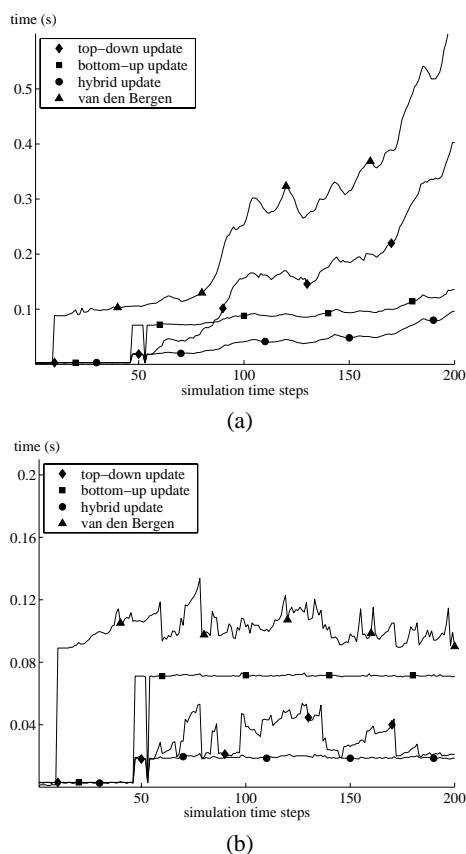 time (s)
top−down update
bottom−up update
hybrid update
van den Bergen
0.5
0.4
0.3
0.2
0.1
50 100 150 200
simulation time steps
(a)
time (s)
0.2
top−down update
bottom−up update
hybrid update
van den Bergen
0.16
0.12
0.08
0.04
50 100 150 200
simulation time steps
(b)